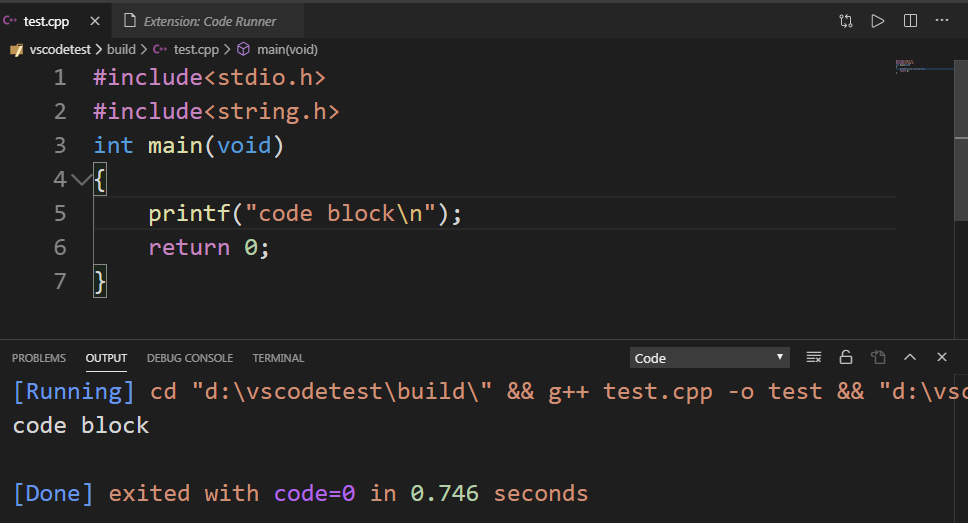 test.cpp Extension: Code Runner
vscodetest > build > test.cpp > main(void)
1 #include<stdio.h>
2 #include<string.h>
3 int main(void)
4 {
5 printf("code block\n");
6 return 0;
7 }
PROBLEMS OUTPUT DEBUG CONSOLE TERMINAL Code
[Running] cd "d:\vscodetest\build\" && g++ test.cpp -o test && "d:\vsc
code block
[Done] exited with code=0 in 0.746 seconds